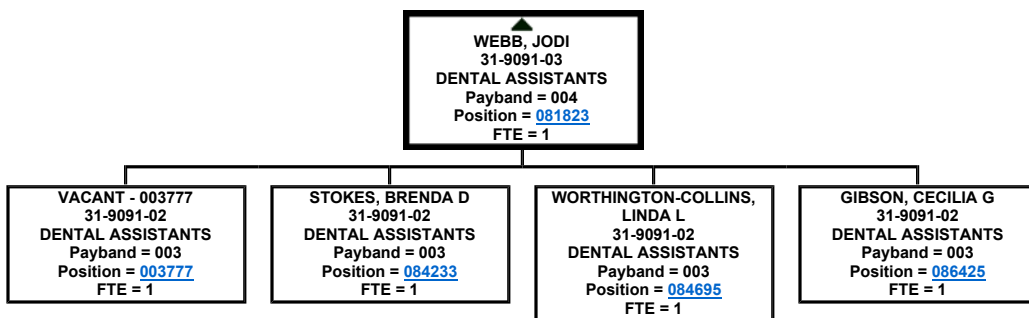 WEBB, JODI
31-9091-03
DENTAL ASSISTANTS
Payband = 004
Position = 081823
FTE = 1
VACANT - 003777
31-9091-02
DENTAL ASSISTANTS
Payband = 003
Position = 003777
FTE = 1
STOKES, BRENDA D
31-9091-02
DENTAL ASSISTANTS
Payband = 003
Position = 084233
FTE = 1
WORTHINGTON-COLLINS,
LINDA L
31-9091-02
DENTAL ASSISTANTS
Payband = 003
Position = 084695
FTE = 1
GIBSON, CECILIA G
31-9091-02
DENTAL ASSISTANTS
Payband = 003
Position = 086425
FTE = 1